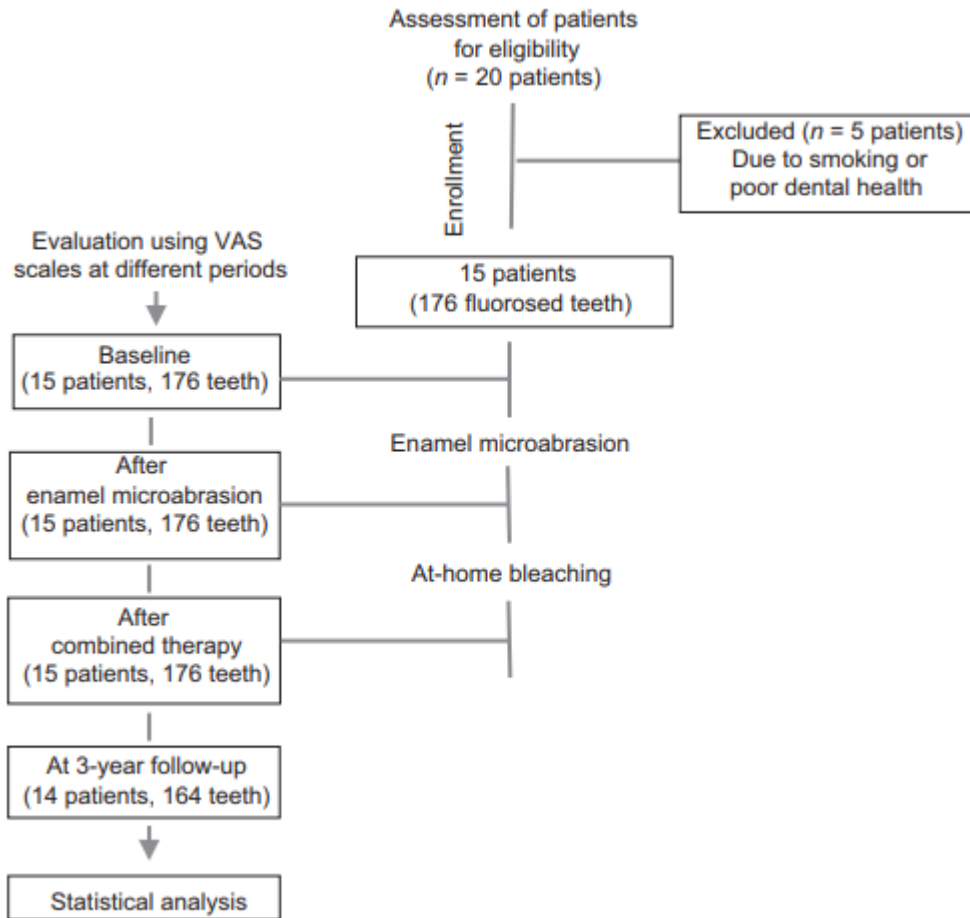 Assessment of patients
for eligibility
(n = 20 patients)
Enrollment
Excluded (n = 5 patients)
Due to smoking or
poor dental health
15 patients
(176 fluorosed teeth)
Evaluation using VAS
scales at different periods
Baseline
(15 patients, 176 teeth)
Enamel microabrasion
After
enamel microabrasion
(15 patients, 176 teeth)
At-home bleaching
After
combined therapy
(15 patients, 176 teeth)
At 3-year follow-up
(14 patients, 164 teeth)
Statistical analysis